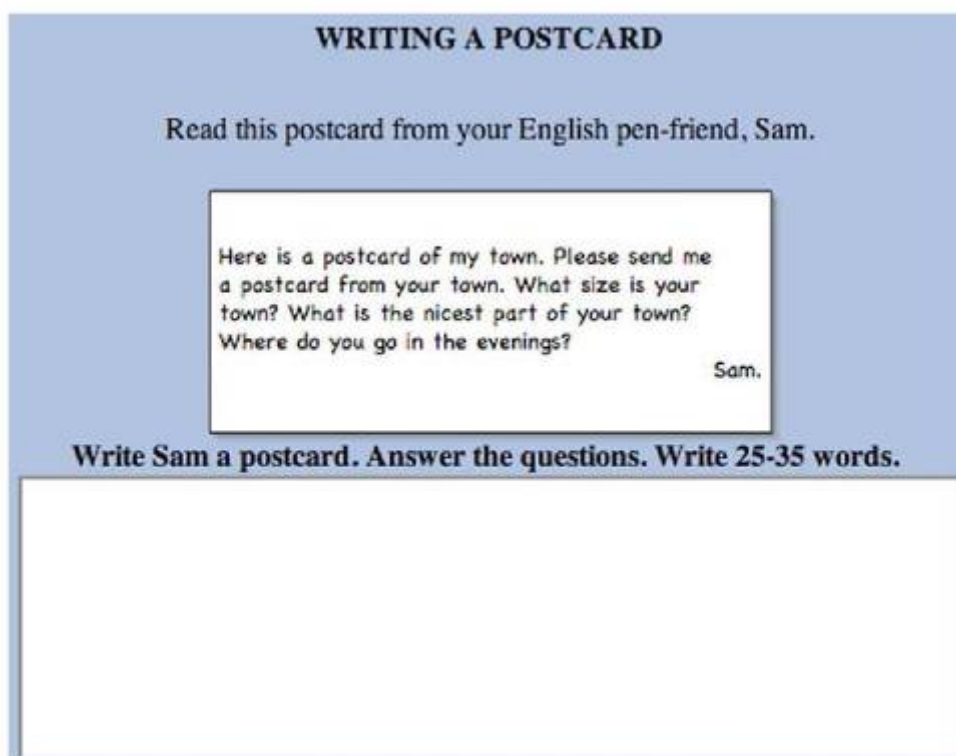 WRITING A POSTCARD
Read this postcard from your English pen-friend, Sam.
Here is a postcard of my town. Please send me
a postcard from your town. What size is your
town? What is the nicest part of your town?
Where do you go in the evenings?
Sam.
Write Sam a postcard. Answer the questions. Write 25-35 words.